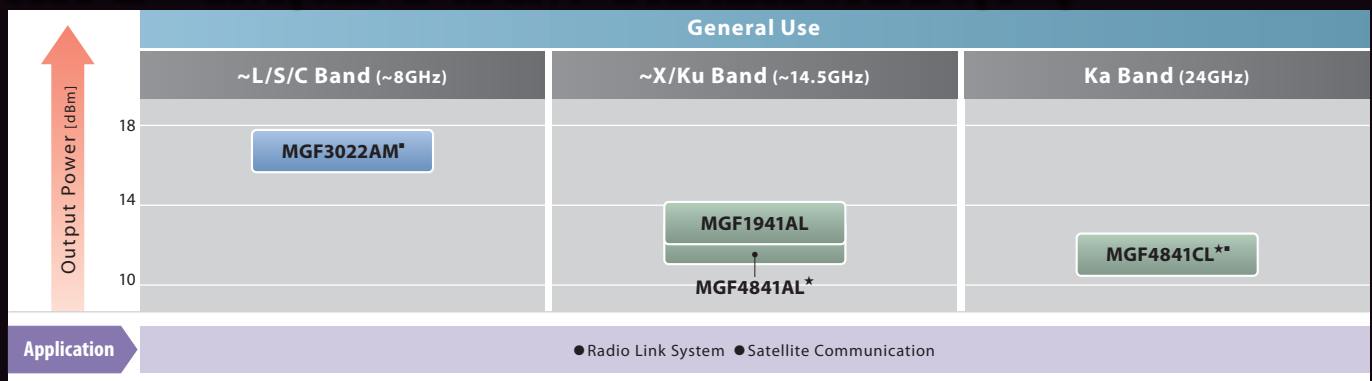 General Use
~L/S/C Band (~8GHz)
~X/Ku Band (~14.5GHz)
Ka Band (24GHz)
Output Power [dBm]
18
14
10
MGF3022AM▪
MGF1941AL
MGF4841AL★
MGF4841CL★▪
Application
●Radio Link System ●Satellite Communication